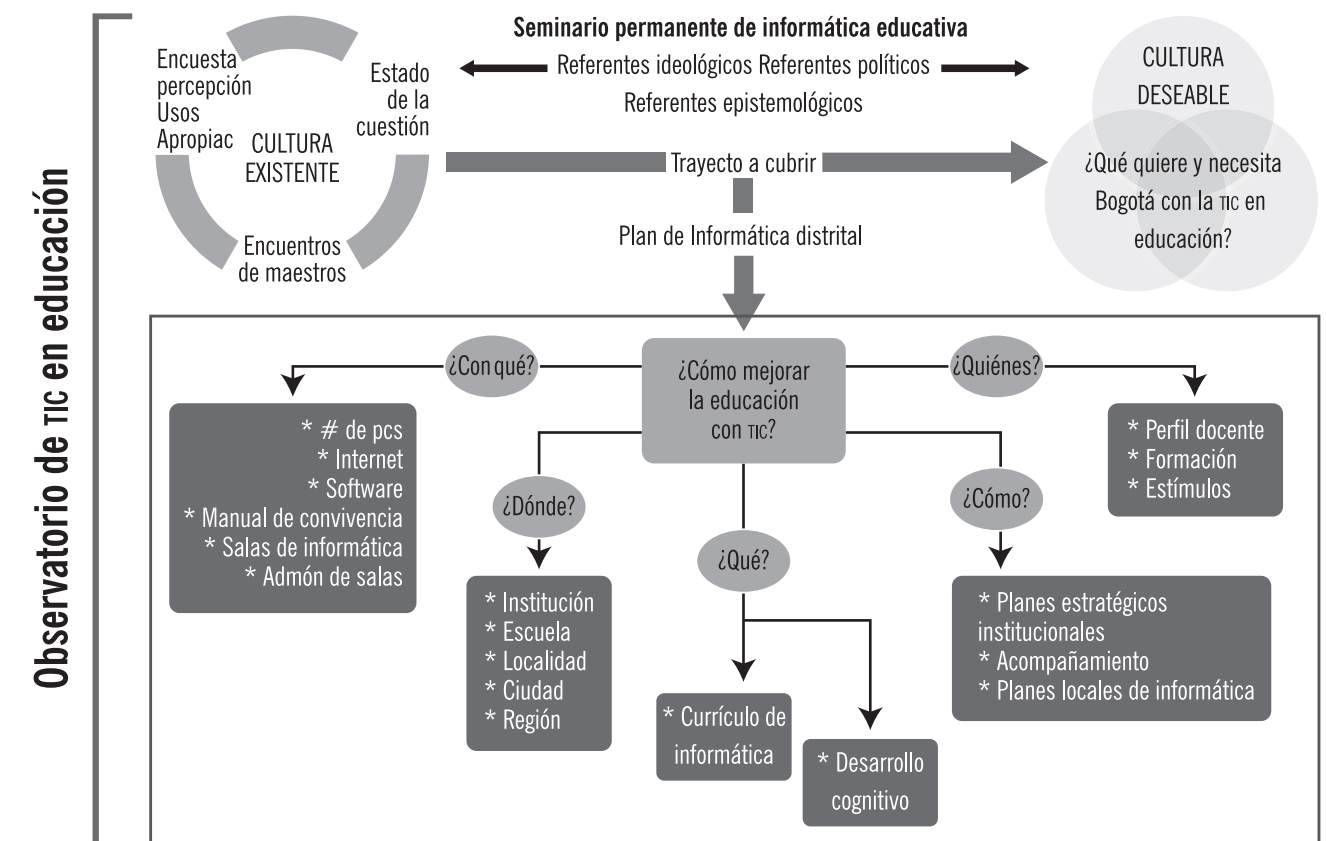 Observatorio de TIC en educación
Seminario permanente de informática educativa
Referentes ideológicos Referentes políticos
Referentes epistemológicos
Encuesta
percepción
Usos
Apropiac
Estado
de la
cuestión
CULTURA
EXISTENTE
Encuentros
de maestros
Trayecto a cubrir
Plan de Informática distrital
CULTURA
DESEABLE
¿Qué quiere y necesita
Bogotá con la TIC en
educación?
¿Cómo mejorar
la educación
con TIC?
¿Con qué?
* # de pcs
* Internet
* Software
* Manual de convivencia
* Salas de informática
* Admón de salas
¿Dónde?
* Institución
* Escuela
* Localidad
* Ciudad
* Región
¿Qué?
* Currículo de
informática
* Desarrollo
cognitivo
¿Cómo?
* Planes estratégicos
institucionales
* Acompañamiento
* Planes locales de informática
¿Quiénes?
* Perfil docente
* Formación
* Estímulos